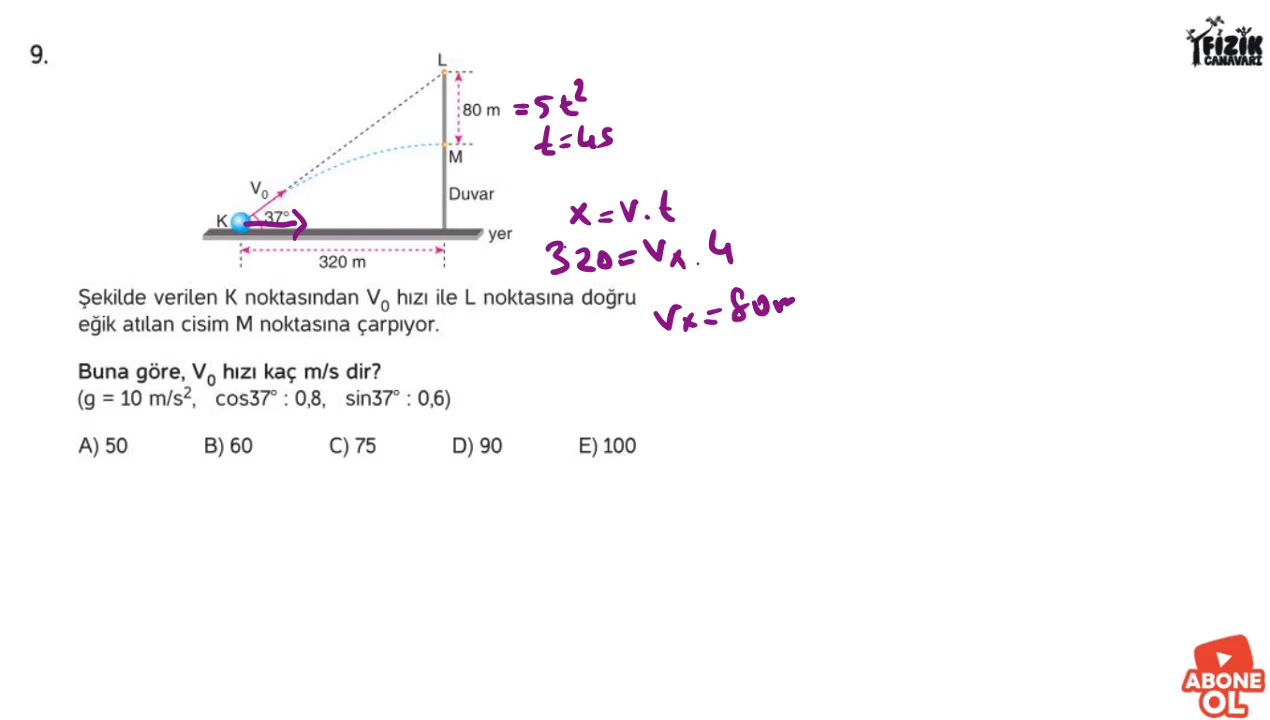 9.
FİZİK
CANAVARI
L
80 m
= 5t²
t=4s
M
V₀
Duvar
K
37°
yer
320 m
x = v.t
320 = Vx . 4
Vx = 80m
Şekilde verilen K noktasından V₀ hızı ile L noktasına doğru
eğik atılan cisim M noktasına çarpıyor.
Buna göre, V₀ hızı kaç m/s dir?
(g = 10 m/s², cos37° : 0,8, sin37° : 0,6)
A) 50 B) 60 C) 75 D) 90 E) 100
ABONE
OL